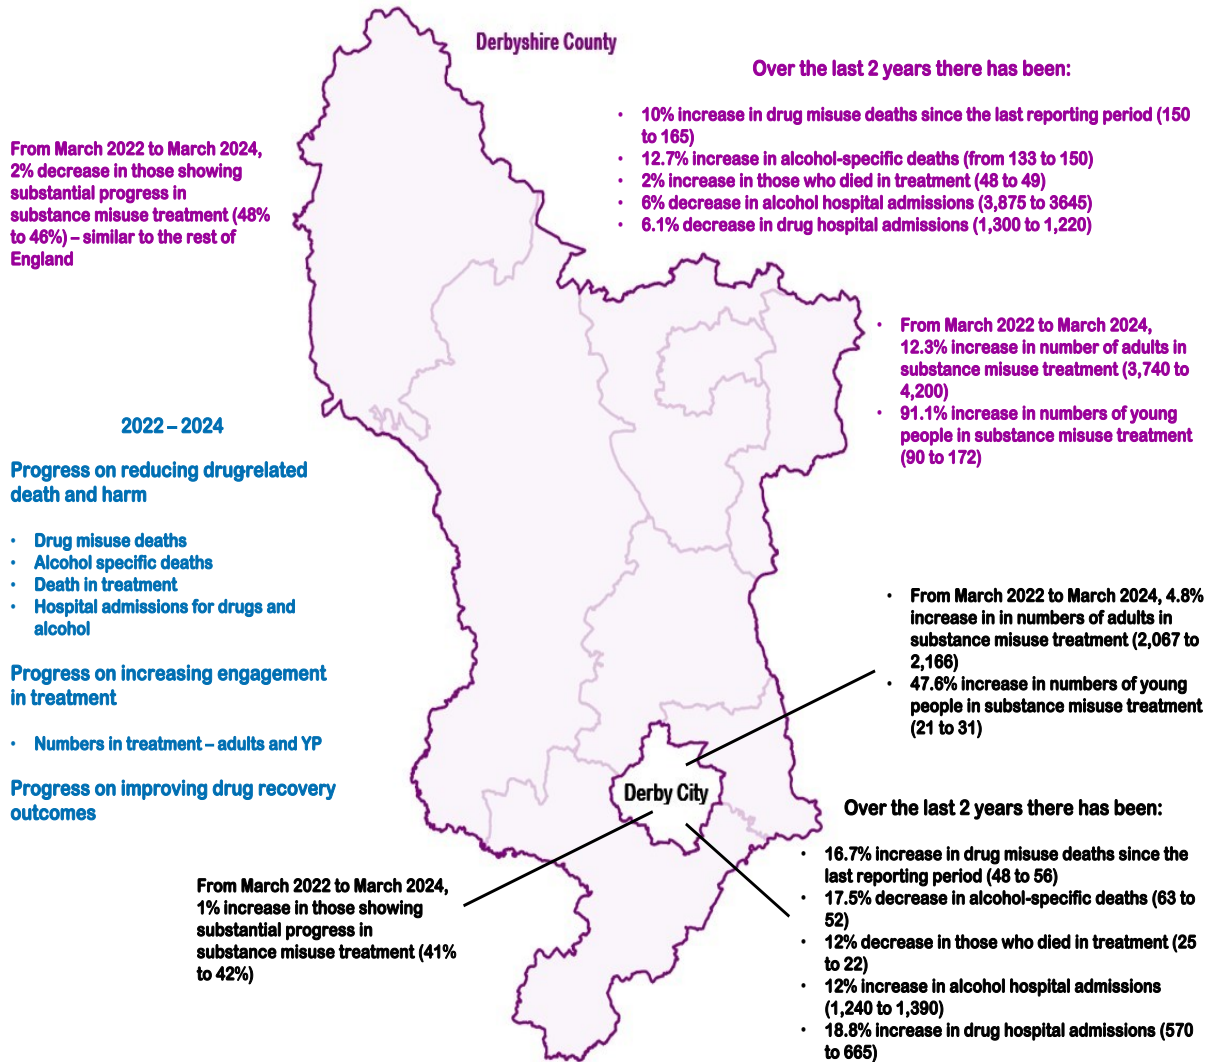 Derbyshire County
Over the last 2 years there has been:
• 10% increase in drug misuse deaths since the last reporting period (150
to 165)
• 12.7% increase in alcohol-specific deaths (from 133 to 150)
• 2% increase in those who died in treatment (48 to 49)
• 6% decrease in alcohol hospital admissions (3,875 to 3645)
• 6.1% decrease in drug hospital admissions (1,300 to 1,220)
From March 2022 to March 2024,
2% decrease in those showing
substantial progress in
substance misuse treatment (48%
to 46%) – similar to the rest of
England
• From March 2022 to March 2024,
12.3% increase in number of adults in
substance misuse treatment (3,740 to
4,200)
• 91.1% increase in numbers of young
people in substance misuse treatment
(90 to 172)
2022 – 2024
Progress on reducing drug-related
death and harm
• Drug misuse deaths
• Alcohol specific deaths
• Death in treatment
• Hospital admissions for drugs and
alcohol
Progress on increasing engagement
in treatment
• Numbers in treatment – adults and YP
Progress on improving drug recovery
outcomes
• From March 2022 to March 2024, 4.8%
increase in in numbers of adults in
substance misuse treatment (2,067 to
2,166)
• 47.6% increase in numbers of young
people in substance misuse treatment
(21 to 31)
Derby City
Over the last 2 years there has been:
• 16.7% increase in drug misuse deaths since the
last reporting period (48 to 56)
• 17.5% decrease in alcohol-specific deaths (63 to
52)
• 12% decrease in those who died in treatment (25
to 22)
• 12% increase in alcohol hospital admissions
(1,240 to 1,390)
• 18.8% increase in drug hospital admissions (570
to 665)
From March 2022 to March 2024,
1% increase in those showing
substantial progress in
substance misuse treatment (41%
to 42%)